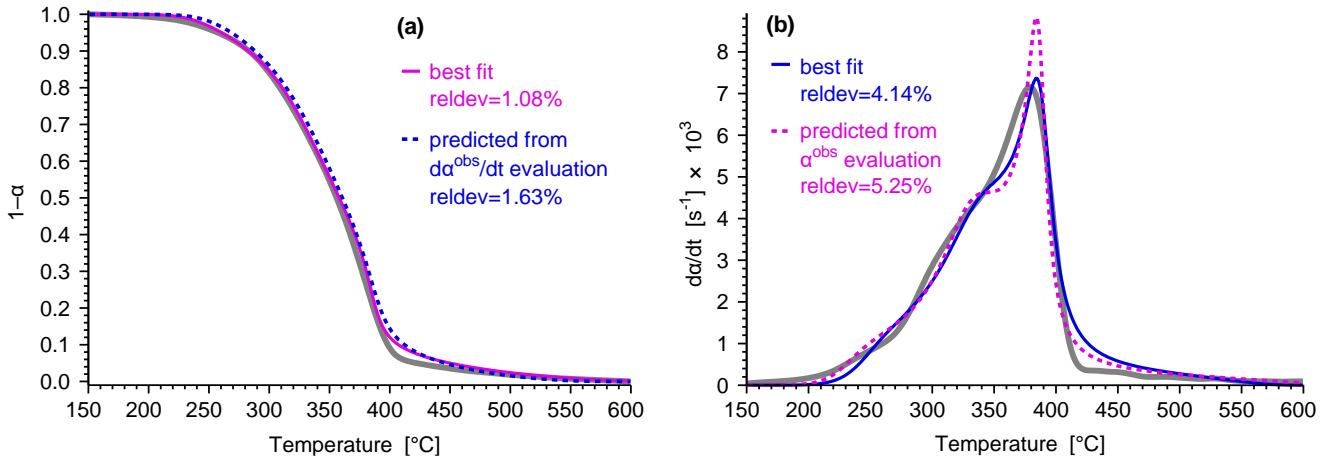 (a)
best fit
reldev=1.08%
predicted from
dα^obs/dt evaluation
reldev=1.63%
1.0
0.9
0.8
0.7
0.6
0.5
0.4
0.3
0.2
0.1
0.0
1−α
150 200 250 300 350 400 450 500 550 600
Temperature [°C]
(b)
best fit
reldev=4.14%
predicted from
α^obs evaluation
reldev=5.25%
8
7
6
5
4
3
2
1
0
dα/dt [s^-1] × 10^3
150 200 250 300 350 400 450 500 550 600
Temperature [°C]